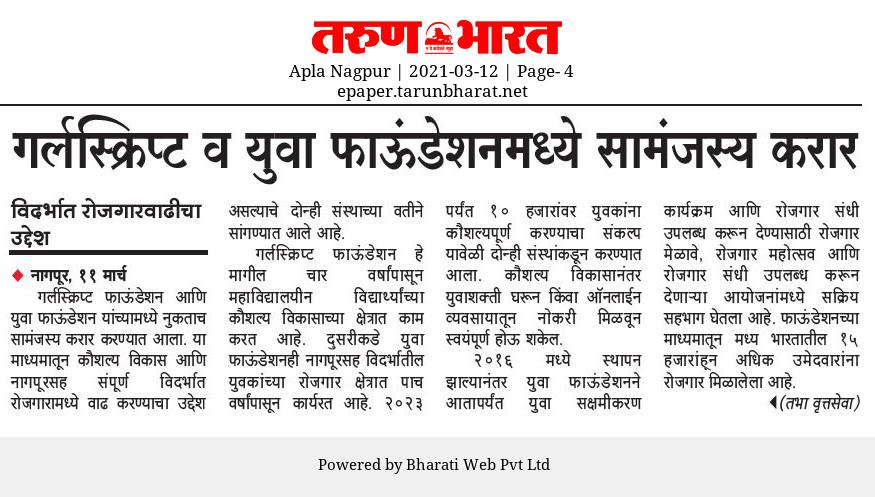 तरुण भारत
Apla Nagpur | 2021-03-12 | Page- 4
epaper.tarunbharat.net
गर्लस्क्रिप्ट व युवा फाऊंडेशनमध्ये सामंजस्य करार
विदर्भात रोजगारवाढीचा
उद्देश
नागपूर, ११ मार्च
गर्लस्क्रिप्ट फाऊंडेशन आणि
युवा फाऊंडेशन यांच्यामध्ये नुकताच
सामंजस्य करार करण्यात आला. या
माध्यमातून कौशल्य विकास आणि
नागपूरसह संपूर्ण विदर्भात
रोजगारामध्ये वाढ करण्याचा उद्देश
असल्याचे दोन्ही संस्थाच्या वतीने
सांगण्यात आले आहे.
गर्लस्क्रिप्ट फाऊंडेशन हे
मागील चार वर्षांपासून
महाविद्यालयीन विद्यार्थ्यांच्या
कौशल्य विकासाच्या क्षेत्रात काम
करत आहे. दुसरीकडे युवा
फाऊंडेशनही नागपूरसह विदर्भातील
युवकांच्या रोजगार क्षेत्रात पाच
वर्षांपासून कार्यरत आहे. २०२३
पर्यंत १० हजारांवर युवकांना
कौशल्यपूर्ण करण्याचा संकल्प
यावेळी दोन्ही संस्थांकडून करण्यात
आला. कौशल्य विकासानंतर
युवाशक्ती घरून किंवा ऑनलाईन
व्यवसायातून नोकरी मिळवून
स्वयंपूर्ण होऊ शकेल.
२०१६ मध्ये स्थापन
झाल्यानंतर युवा फाऊंडेशनने
आतापर्यंत युवा सक्षमीकरण
कार्यक्रम आणि रोजगार संधी
उपलब्ध करून देण्यासाठी रोजगार
मेळावे, रोजगार महोत्सव आणि
रोजगार संधी उपलब्ध करून
देणाऱ्या आयोजनांमध्ये सक्रिय
सहभाग घेतला आहे. फाऊंडेशनच्या
माध्यमातून मध्य भारतातील १५
हजारांहून अधिक उमेदवारांना
रोजगार मिळालेला आहे.
(तभा वृत्तसेवा)
Powered by Bharati Web Pvt Ltd